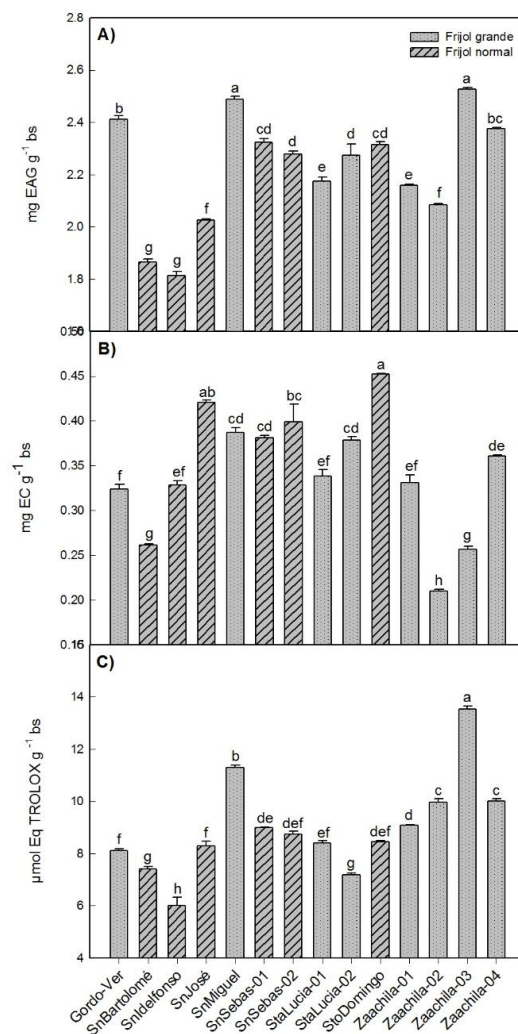 2.8
A)
Frijol grande
Frijol normal
2.6
2.4
2.2
2.0
1.8
mg EAG g-1 bs
b g g f a cd d e d cd e f a bc
B)
0.45
0.40
0.35
0.30
0.25
0.20
mg EC g-1 bs
f g ef ab cd cd bc ef cd a ef h g de
C)
14
12
10
8
6
4
µmol Eq TROLOX g-1 bs
f g h f b de def ef g def d c a c
Gordo-Ver
SnBartolomé
SnIdelfonso
SnJosé
SnMiguel
SnSebas-01
SnSebas-02
StaLucia-01
StaLucia-02
StoDomingo
Zaachila-01
Zaachila-02
Zaachila-03
Zaachila-04